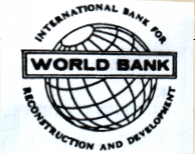 INTERNATIONAL BANK FOR
WORLD BANK
RECONSTRUCTION AND DEVELOPMENT